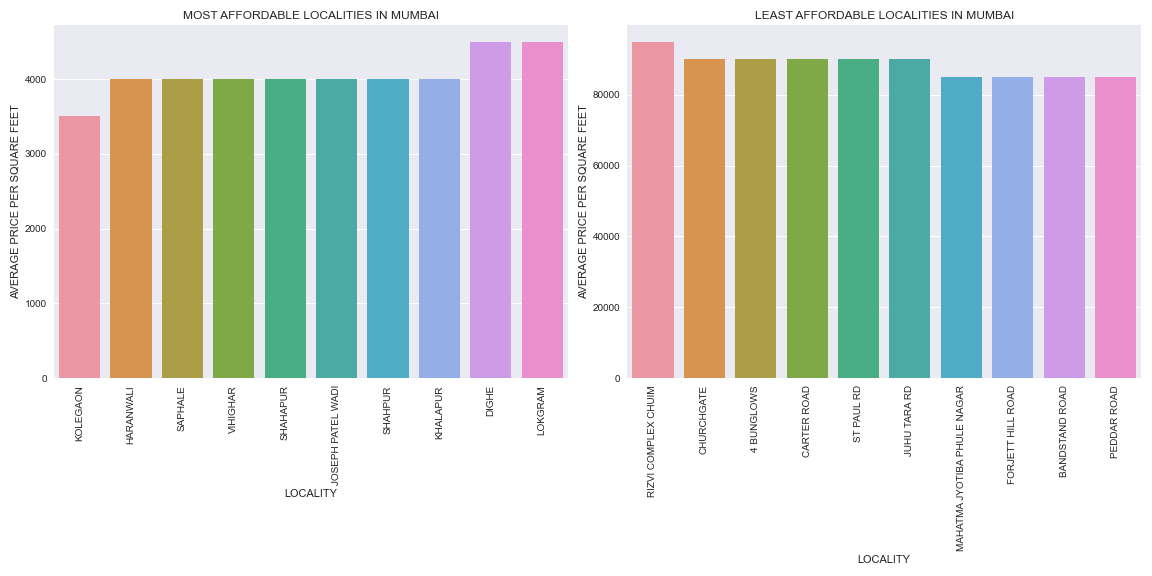 MOST AFFORDABLE LOCALITIES IN MUMBAI
AVERAGE PRICE PER SQUARE FEET
4000
3000
2000
1000
0
KOLEGAON
HARANWALI
SAPHALE
VIHIGHAR
SHAHAPUR
JOSEPH PATEL WADI
SHAHPUR
KHALAPUR
DIGHE
LOKGRAM
LOCALITY
LEAST AFFORDABLE LOCALITIES IN MUMBAI
AVERAGE PRICE PER SQUARE FEET
80000
60000
40000
20000
0
RIZVI COMPLEX CHUIM
CHURCHGATE
4 BUNGLOWS
CARTER ROAD
ST PAUL RD
JUHU TARA RD
MAHATMA JYOTIBA PHULE NAGAR
FORJETT HILL ROAD
BANDSTAND ROAD
PEDDAR ROAD
LOCALITY